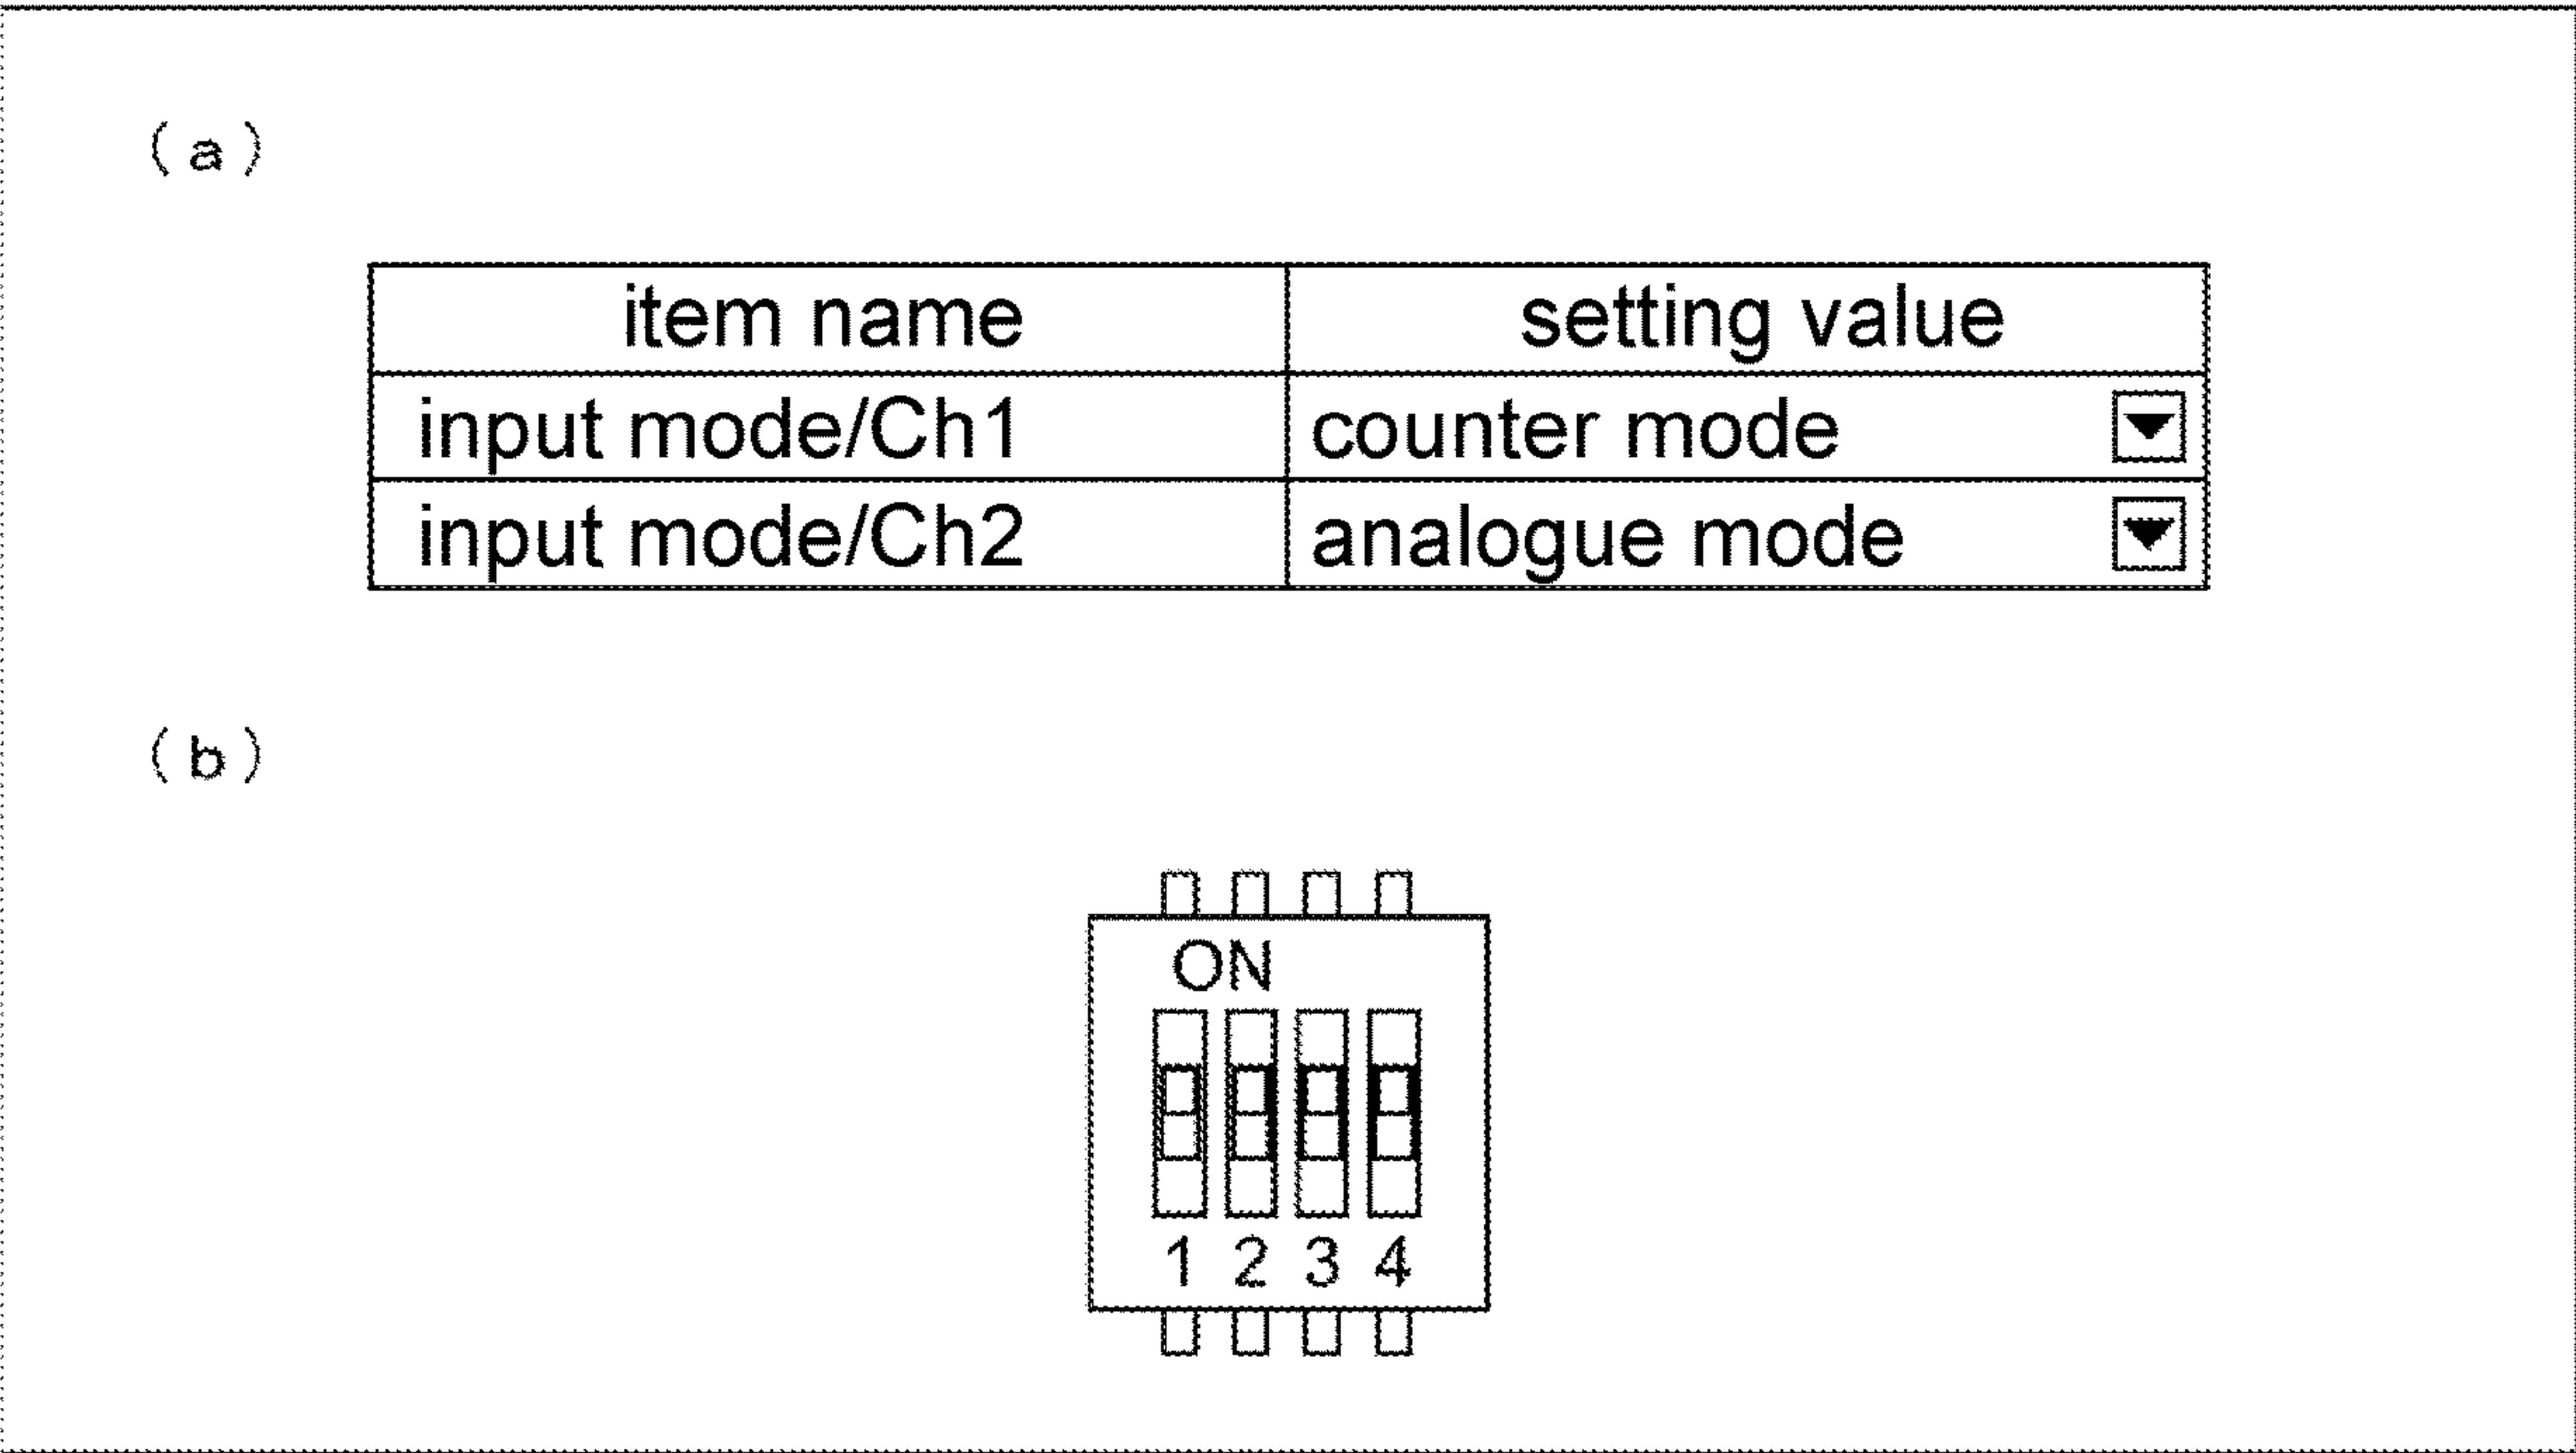 (a)
item name setting value
input mode/Ch1 counter mode
input mode/Ch2 analogue mode
(b)
ON
1 2 3 4